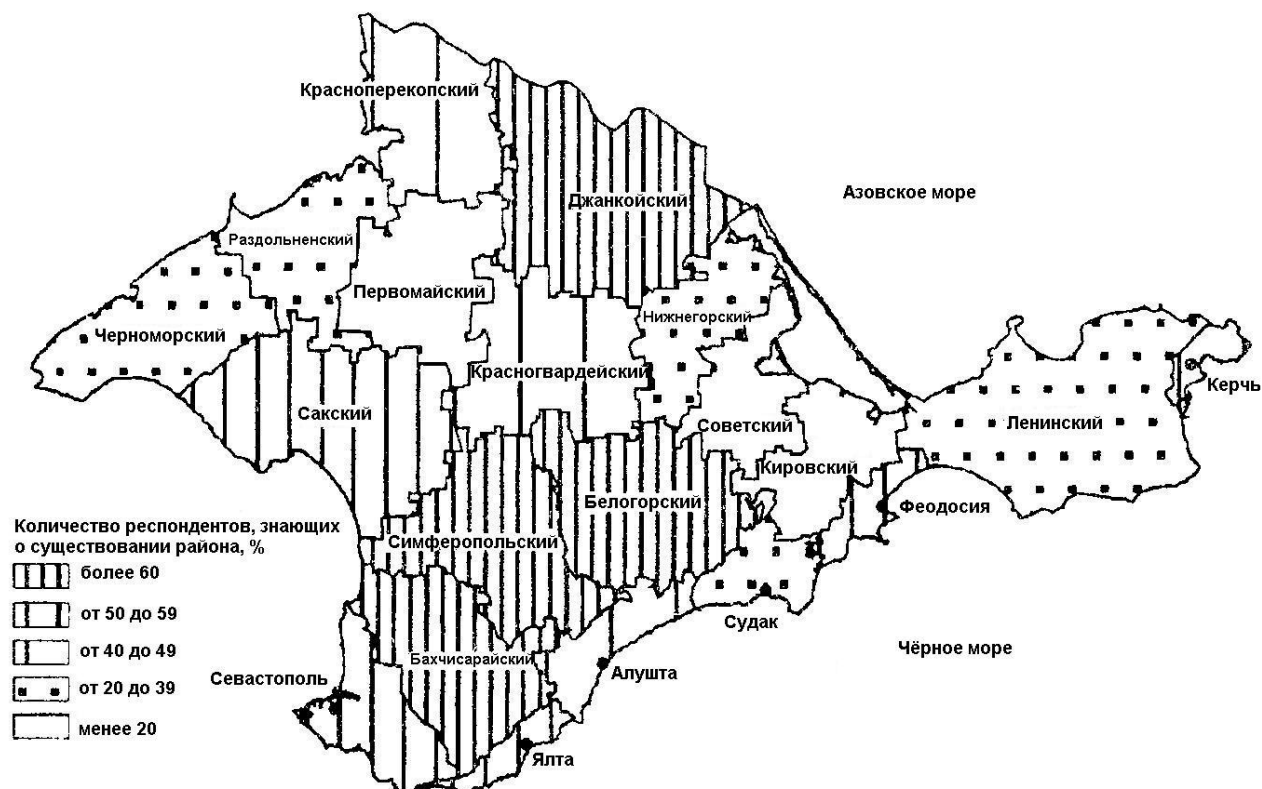 Красноперекопский
Джанкойский
Азовское море
Раздольненский
Первомайский
Нижнегорский
Черноморский
Красногвардейский
Керчь
Сакский
Советский
Ленинский
Кировский
Белогорский
Феодосия
Количество респондентов, знающих
о существовании района, %
более 60
от 50 до 59
от 40 до 49
от 20 до 39
менее 20
Симферопольский
Судак
Чёрное море
Бахчисарайский
Алушта
Севастополь
Ялта